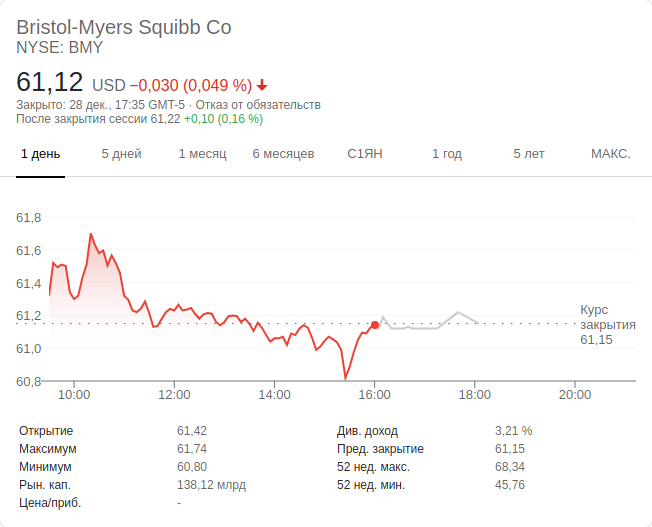 Bristol-Myers Squibb Co
NYSE: BMY
61,12 USD −0,030 (0,049 %)
Закрыто: 28 дек., 17:35 GMT-5 · Отказ от обязательств
После закрытия сессии 61,22 +0,10 (0,16 %)
1 день 5 дней 1 месяц 6 месяцев С1ЯН 1 год 5 лет МАКС.
61,8
61,6
61,4
61,2
61,0
60,8
Курс
закрытия
61,15
10:00 12:00 14:00 16:00 18:00 20:00
Открытие 61,42 Див. доход 3,21 %
Максимум 61,74 Пред. закрытие 61,15
Минимум 60,80 52 нед. макс. 68,34
Рын. кап. 138,12 млрд 52 нед. мин. 45,76
Цена/приб. -